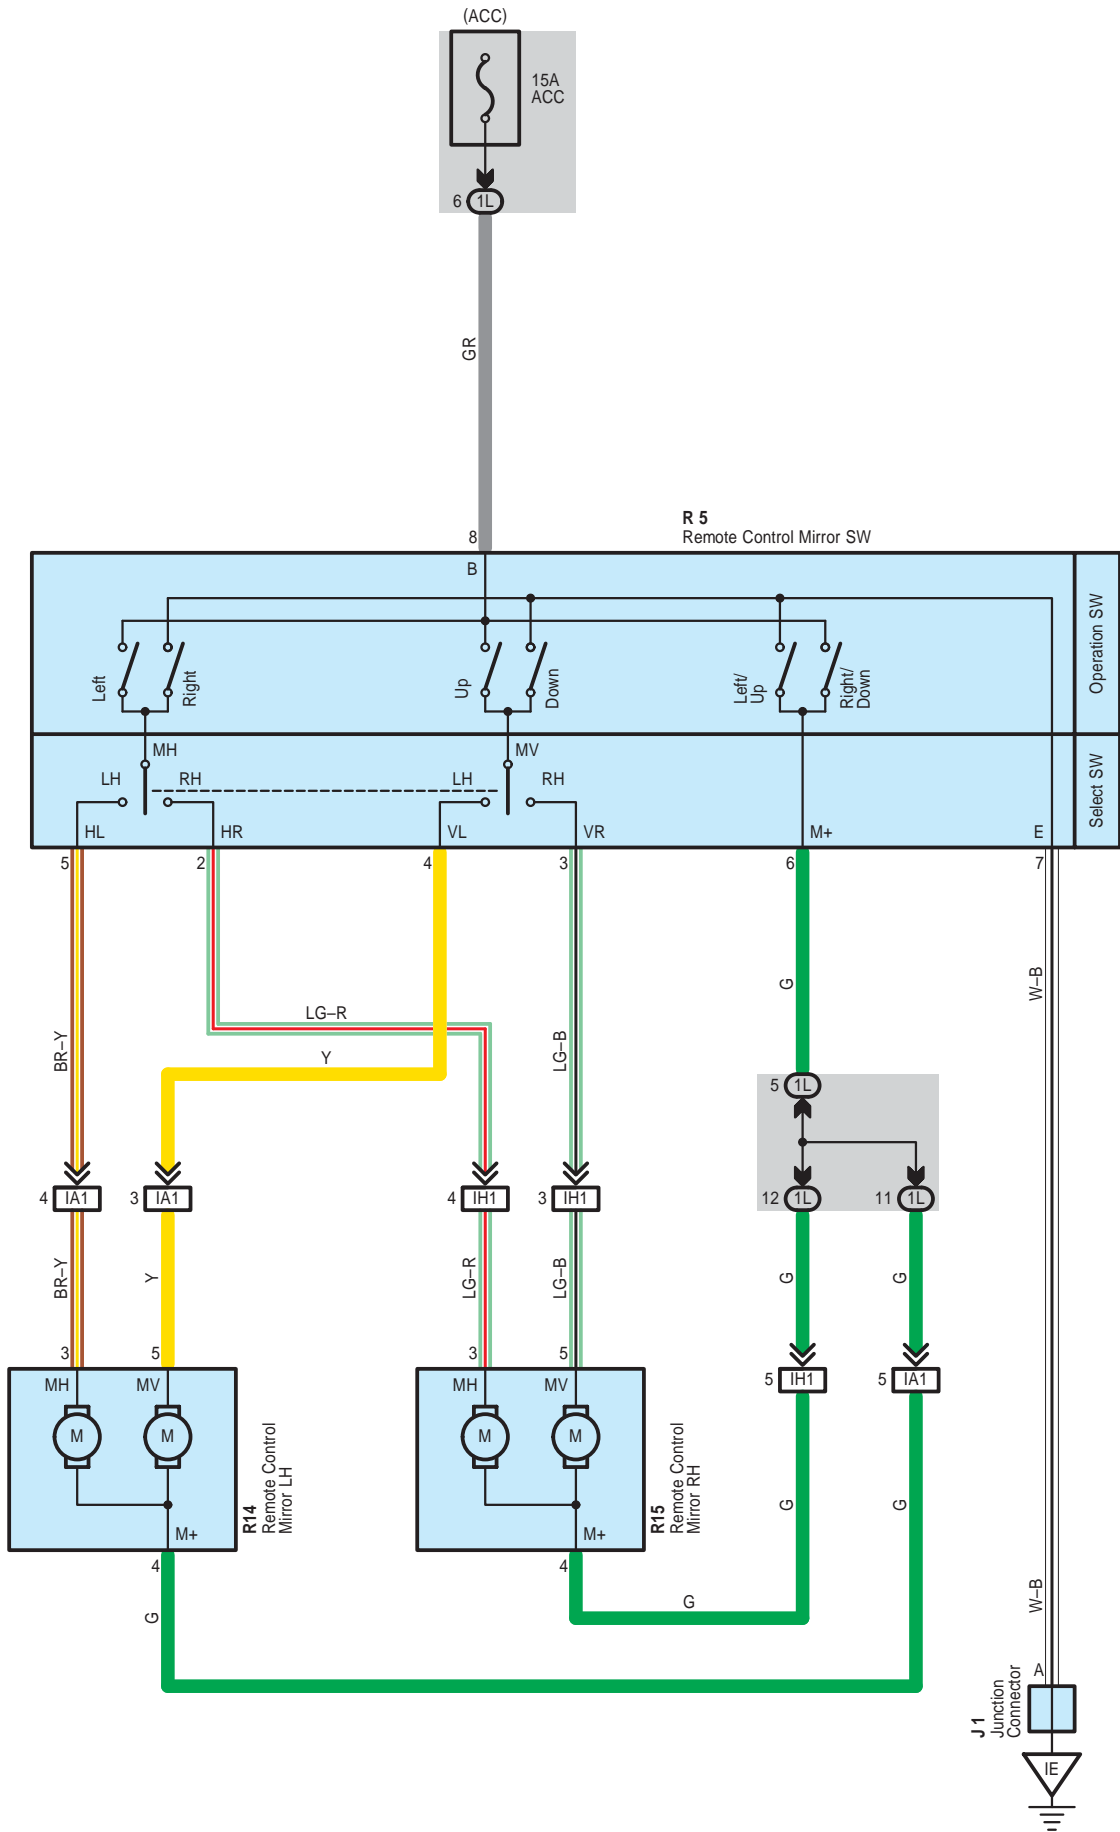 (ACC)
15A
ACC
6 1L
GR
R 5
Remote Control Mirror SW
8
B
Operation SW
Left
Right
Up
Down
Left/
Up
Right/
Down
Select SW
MH
MV
LH
RH
LH
RH
HL
HR
VL
VR
M+
E
5
2
4
3
6
7
BR–Y
LG–R
Y
LG–B
G
W–B
5 1L
12 1L
11 1L
4 IA1
3 IA1
4 IH1
3 IH1
BR–Y
Y
LG–R
LG–B
G
G
3
5
3
5
5 IH1
5 IA1
MH
MV
M
M
M+
R14
Remote Control
Mirror LH
MH
MV
M
M
M+
R15
Remote Control
Mirror RH
G
G
4
4
G
G
W–B
A
J 1
Junction
Connector
IE